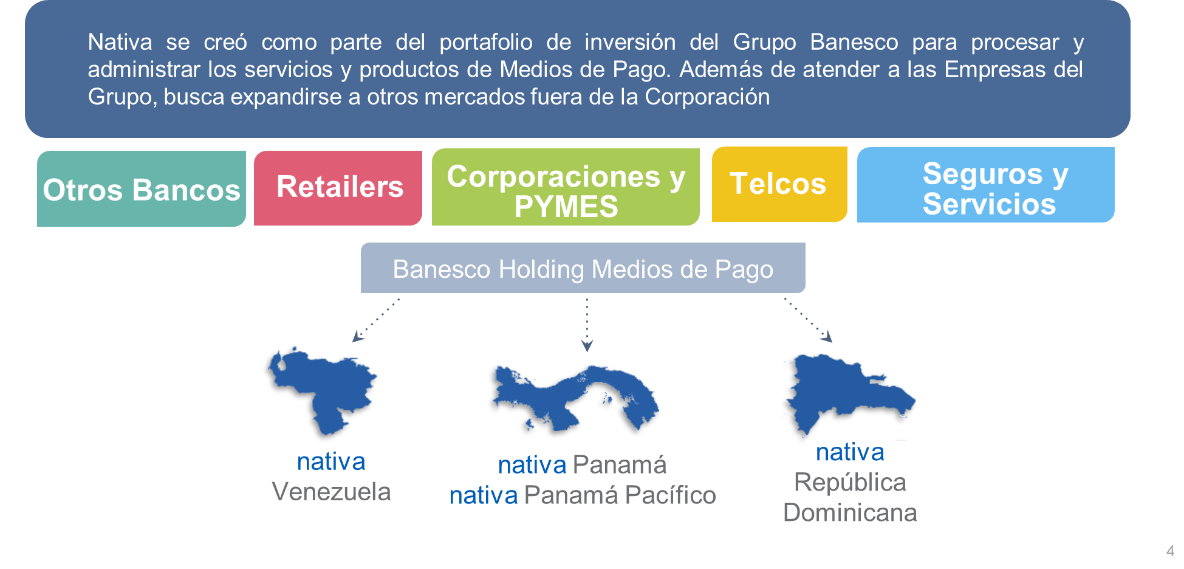 Nativa se creó como parte del portafolio de inversión del Grupo Banesco para procesar y
administrar los servicios y productos de Medios de Pago. Además de atender a las Empresas del
Grupo, busca expandirse a otros mercados fuera de la Corporación
Otros Bancos
Retailers
Corporaciones y
PYMES
Telcos
Seguros y
Servicios
Banesco Holding Medios de Pago
nativa
Venezuela
nativa Panamá
nativa Panamá Pacífico
nativa
República
Dominicana
4